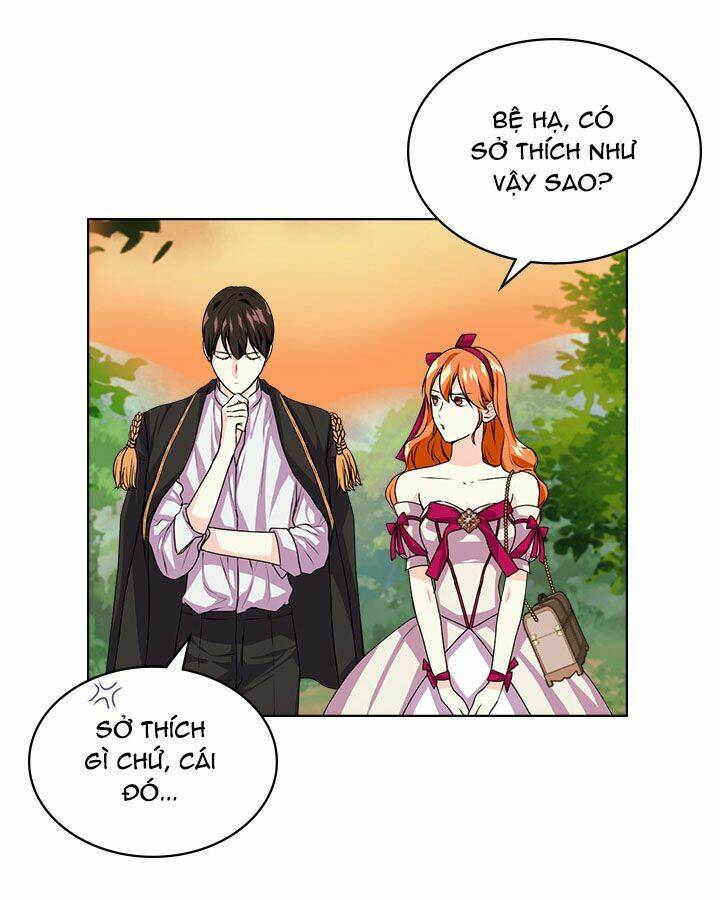 BỆ HẠ, CÓ
SỞ THÍCH NHƯ
VẬY SAO?
SỞ THÍCH
GÌ CHỨ, CÁI
ĐÓ...